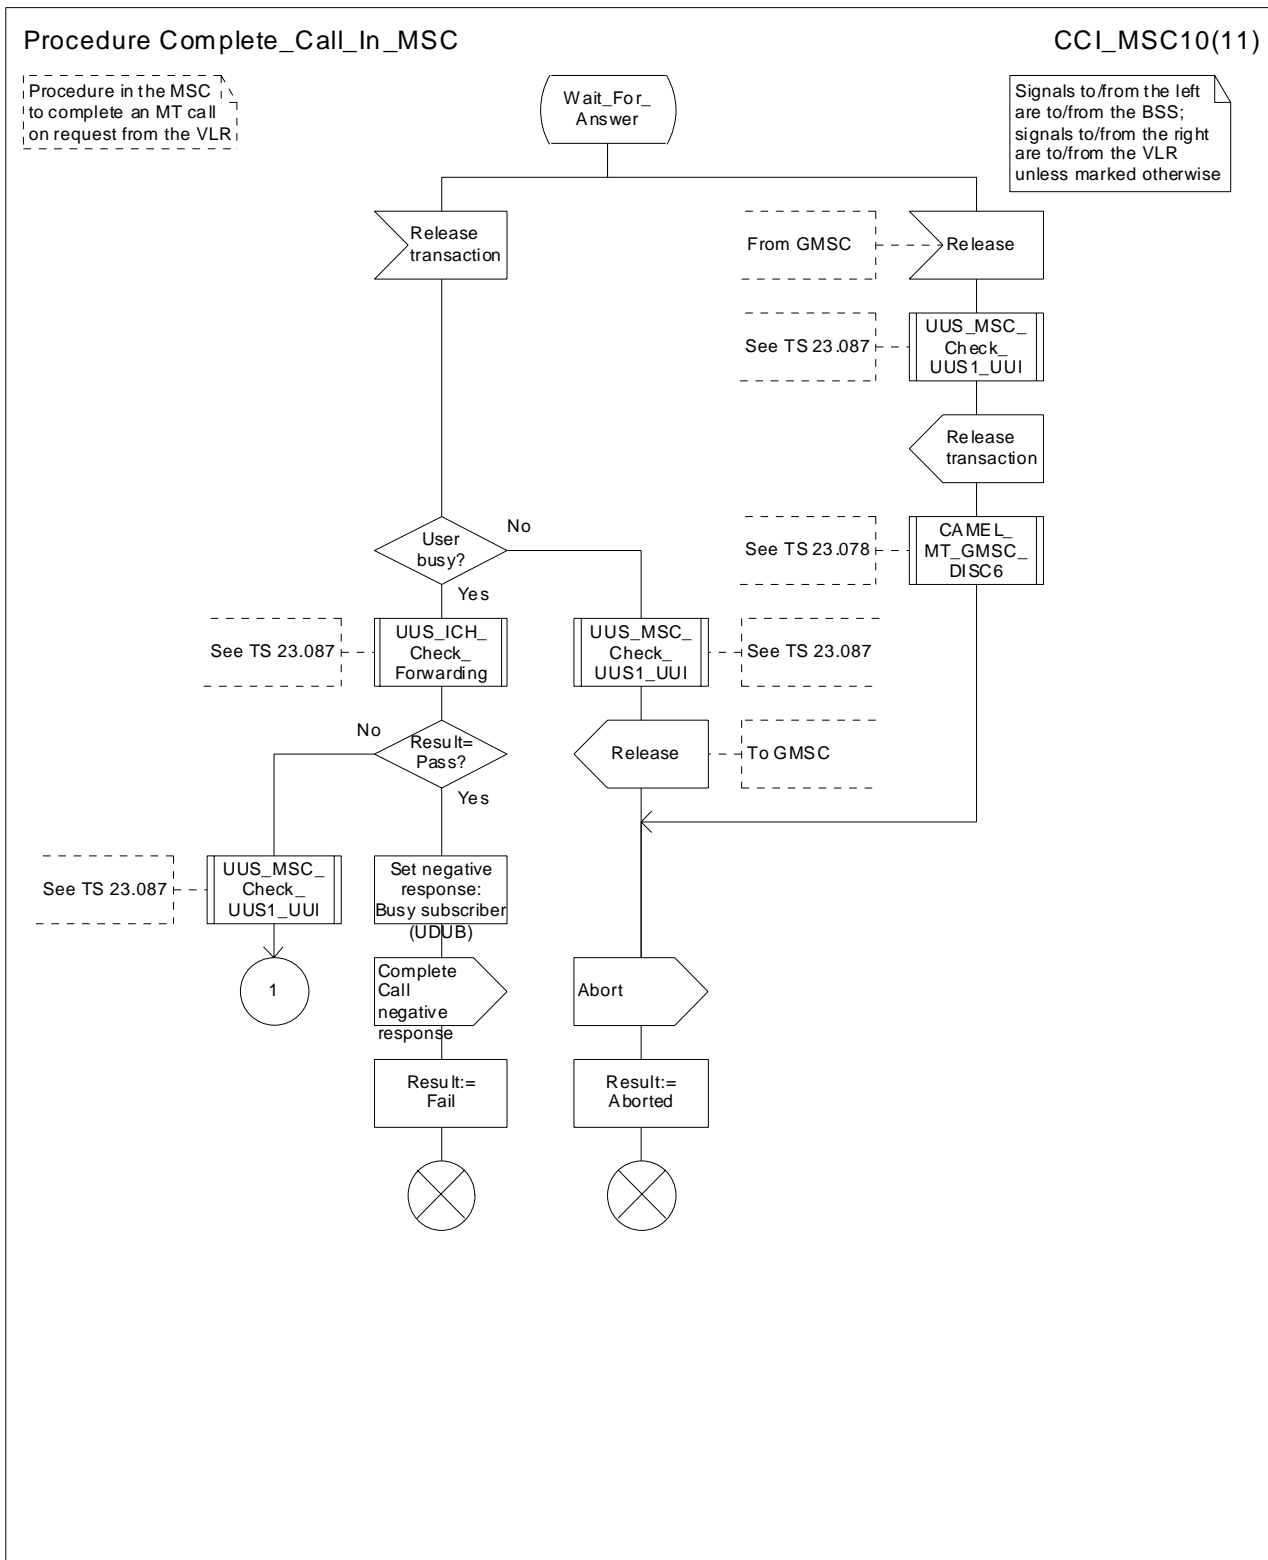 Procedure Complete_Call_In_MSC
CCI_MSC10(11)
Procedure in the MSC
to complete an MT call
on request from the VLR
Wait_For_
Answer
Signals to/from the left
are to/from the BSS;
signals to/from the right
are to/from the VLR
unless marked otherwise
Release
transaction
From GMSC
Release
See TS 23.087
UUS_MSC_
Check_
UUS1_UUI
Release
transaction
User
busy?
No
Yes
See TS 23.078
CAMEL_
MT_GMSC_
DISC6
See TS 23.087
UUS_ICH_
Check_
Forwarding
UUS_MSC_
Check_
UUS1_UUI
See TS 23.087
No
Result=
Pass?
Yes
Release
To GMSC
See TS 23.087
UUS_MSC_
Check_
UUS1_UUI
Set negative
response:
Busy subscriber
(UDUB)
1
Complete
Call
negative
response
Abort
Result:=
Fail
Result:=
Aborted